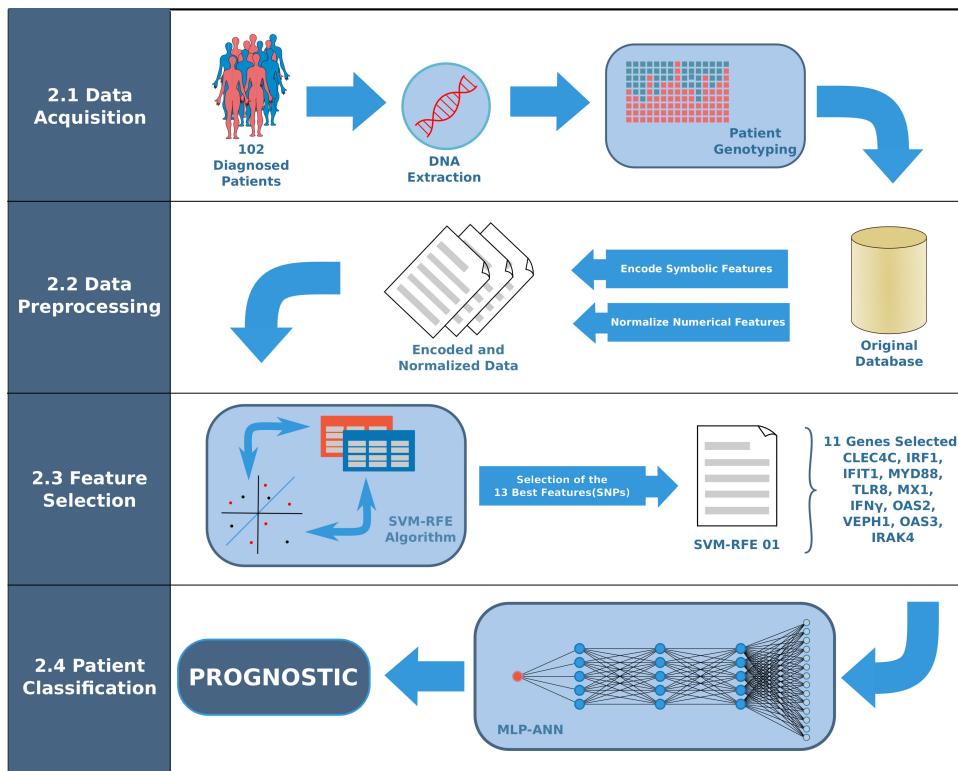 2.1 Data
Acquisition
102
Diagnosed
Patients
DNA
Extraction
Patient
Genotyping
2.2 Data
Preprocessing
Encoded and
Normalized Data
Encode Symbolic Features
Normalize Numerical Features
Original
Database
2.3 Feature
Selection
SVM-RFE
Algorithm
Selection of the
13 Best Features(SNPs)
SVM-RFE 01
11 Genes Selected
CLEC4C, IRF1,
IFIT1, MYD88,
TLR8, MX1,
IFNγ, OAS2,
VEPH1, OAS3,
IRAK4
2.4 Patient
Classification
PROGNOSTIC
MLP-ANN